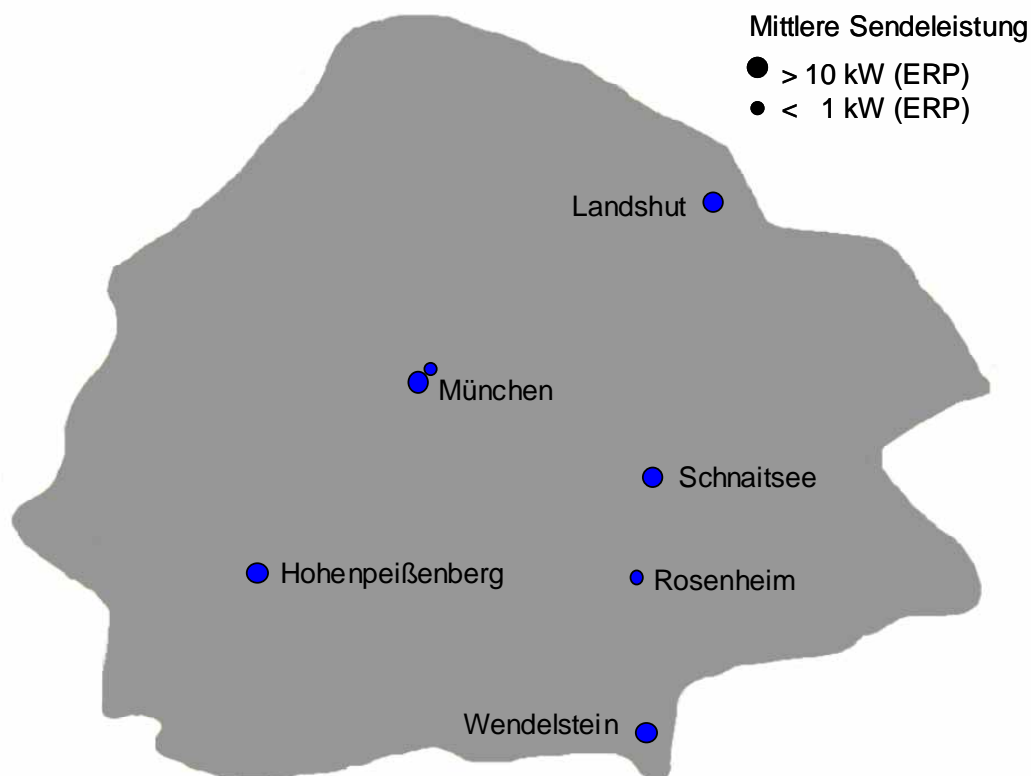 Mittlere Sendeleistung
> 10 kW (ERP)
< 1 kW (ERP)
Landshut
München
Schnaitsee
Hohenpeißenberg
Rosenheim
Wendelstein